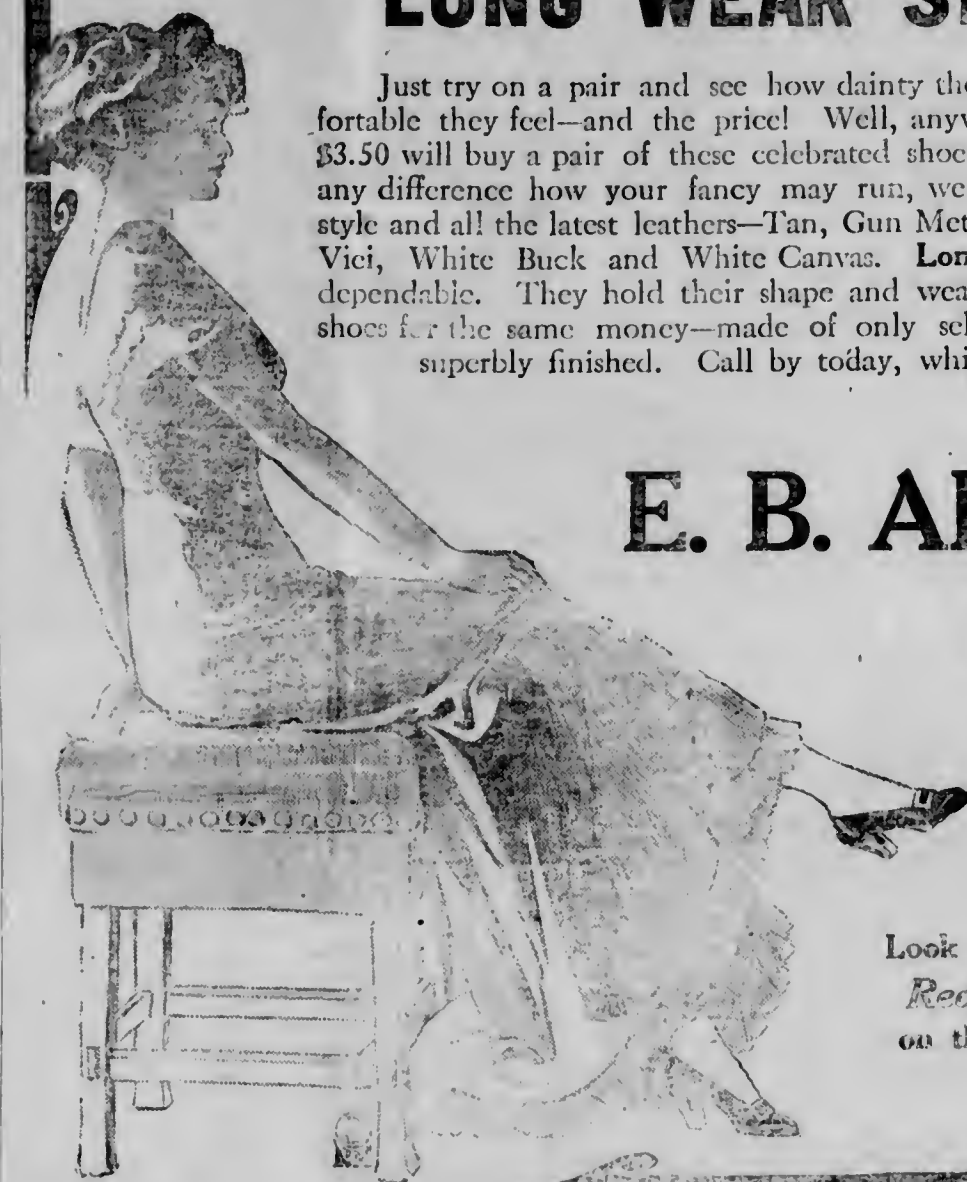 LONG WEAR S
Just try on a pair and see how dainty the
fortable they feel—and the price! Well, anyw
$3.50 will buy a pair of these celebrated shoe
any difference how your fancy may run, we
style and all the latest leathers—Tan, Gun Met
Vici, White Buck and White Canvas. Lon
dependable. They hold their shape and wea
shoes for the same money—made of only sel
superbly finished. Call by today, whi
E. B. A
Look
Rec
on th